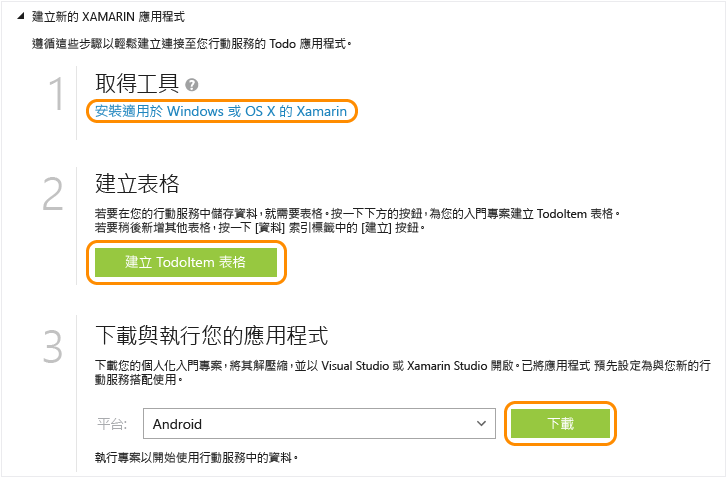 建立新的 XAMARIN 應用程式
遵循這些步驟以輕鬆建立連接至您行動服務的 Todo 應用程式。
1
取得工具 ?
安裝適用於 Windows 或 OS X 的 Xamarin
2
建立表格
若要在您的行動服務中儲存資料，就需要表格。按一下下方的按鈕，為您的入門專案建立 TodoItem 表格。
若要稍後新增其他表格，按一下 [資料] 索引標籤中的 [建立] 按鈕。
建立 TodoItem 表格
3
下載與執行您的應用程式
下載您的個人化入門專案，將其解壓縮，並以 Visual Studio 或 Xamarin Studio 開啟。已將應用程式 預先設定為與您新的行
動服務搭配使用。
平台: Android 下載
執行專案以開始使用行動服務中的資料。